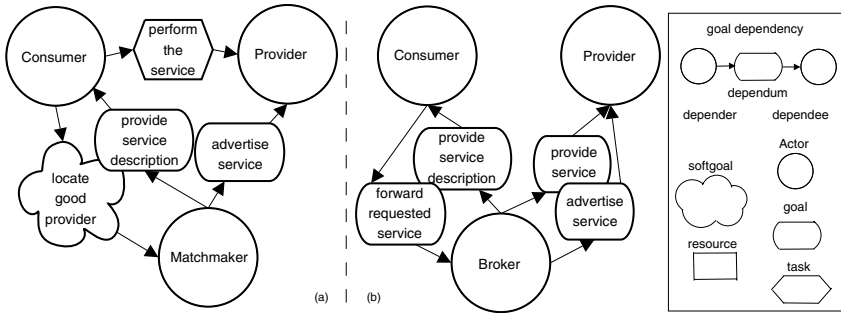 Consumer
perform
the
service
Provider
provide
service
description
advertise
service
locate
good
provider
Matchmaker
(a)
(b)
Consumer
Provider
provide
service
description
provide
service
forward
requested
service
advertise
service
Broker
goal dependency
dependum
depender
dependee
Actor
softgoal
goal
resource
task